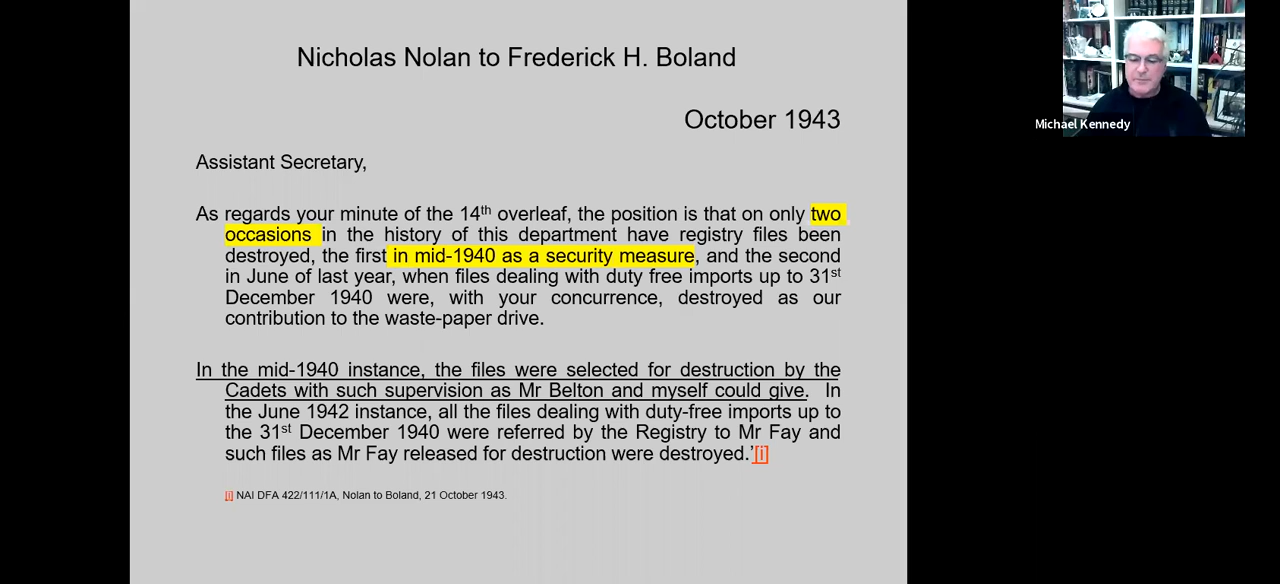 Nicholas Nolan to Frederick H. Boland
October 1943
Assistant Secretary,
As regards your minute of the 14th overleaf, the position is that on only two
occasions in the history of this department have registry files been
destroyed, the first in mid-1940 as a security measure, and the second
in June of last year, when files dealing with duty free imports up to 31st
December 1940 were, with your concurrence, destroyed as our
contribution to the waste-paper drive.
In the mid-1940 instance, the files were selected for destruction by the
Cadets with such supervision as Mr Belton and myself could give. In
the June 1942 instance, all the files dealing with duty-free imports up to
the 31st December 1940 were referred by the Registry to Mr Fay and
such files as Mr Fay released for destruction were destroyed.’[i]
[i] NAI DFA 422/111/1A, Nolan to Boland, 21 October 1943.
Michael Kennedy